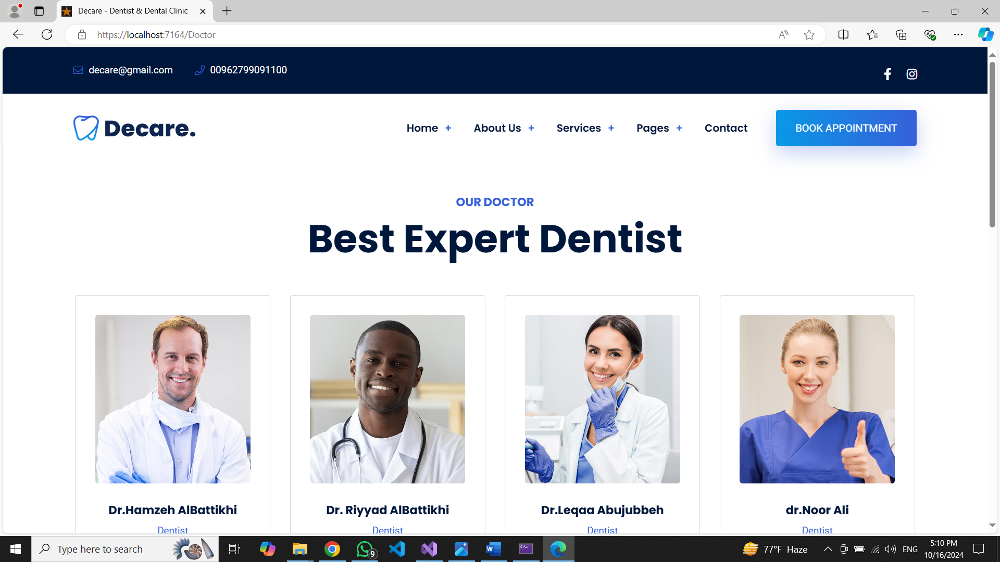 Decare - Dentist & Dental Clinic
https://localhost:7164/Doctor
decare@gmail.com 00962799091100
Decare. Home + About Us + Services + Pages + Contact BOOK APPOINTMENT
OUR DOCTOR
Best Expert Dentist
Dr.Hamzeh AlBattikhi Dr. Riyyad AlBattikhi Dr.Leqaa Abujubbeh dr.Noor Ali
Dentist Dentist Dentist Dentist
Type here to search 9 77°F Haze ENG 5:10 PM
10/16/2024